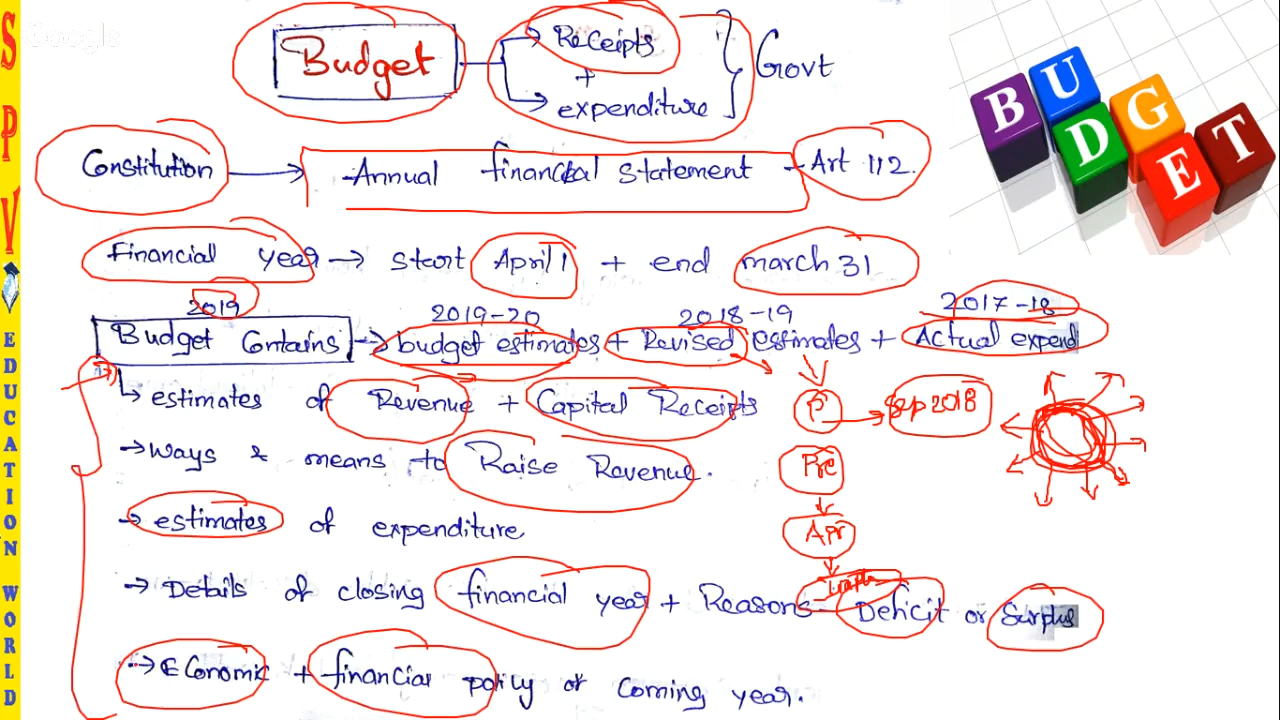 SPV EDUCATION WORLD
Google
Budget
Receipts
+
expenditure
Govt
BUDGET
Constitution → Annual financial statement - Art 112.
Financial year → start April 1 + end march 31
2019 2019-20 2018-19 2017-18
Budget Contains → budget estimates + Revised estimates + Actual expend
→ estimates of Revenue + Capital Receipts
P → Sep 2018
→ Ways & means to Raise Revenue.
Pre
→ estimates of expenditure
Apr
→ Details of closing financial year + Reasons - Deficit or Surplus
→ Economic + financial policy of coming year.